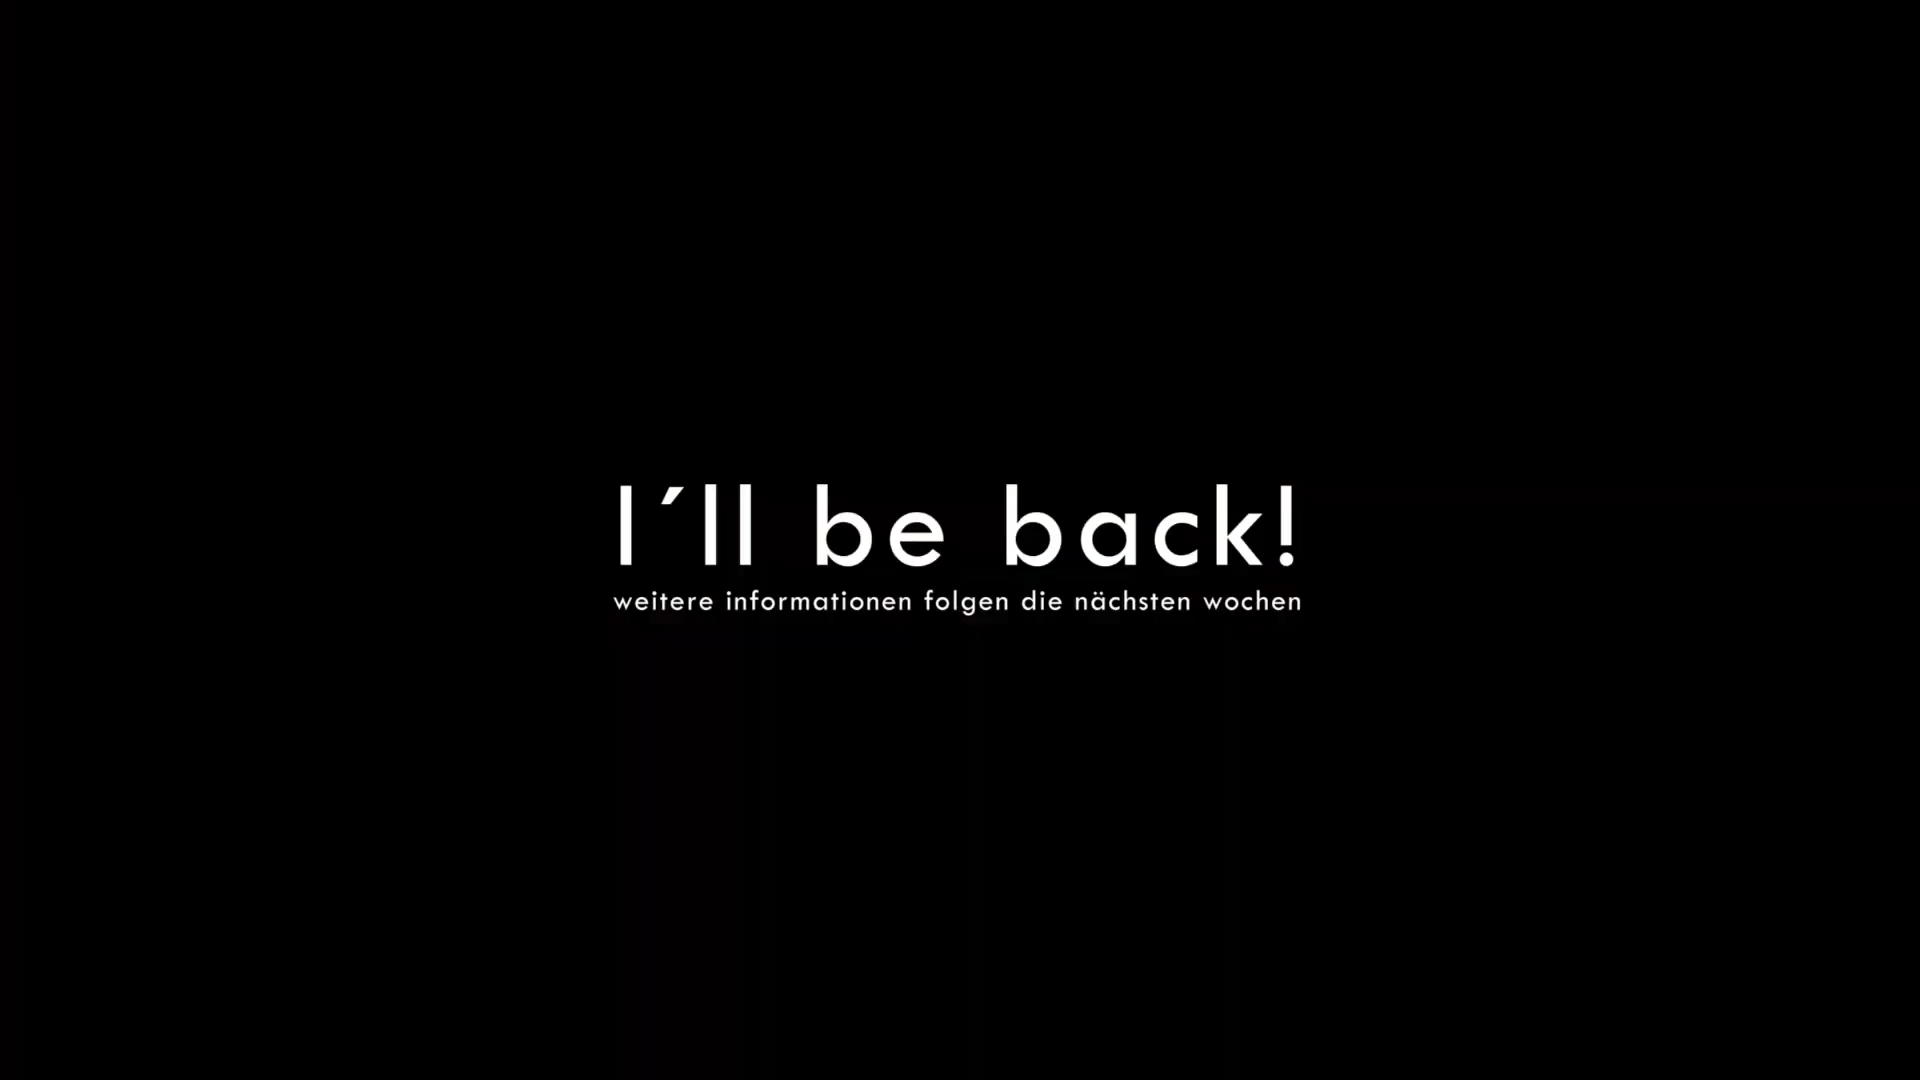 I´ll be back!
weitere informationen folgen die nächsten wochen